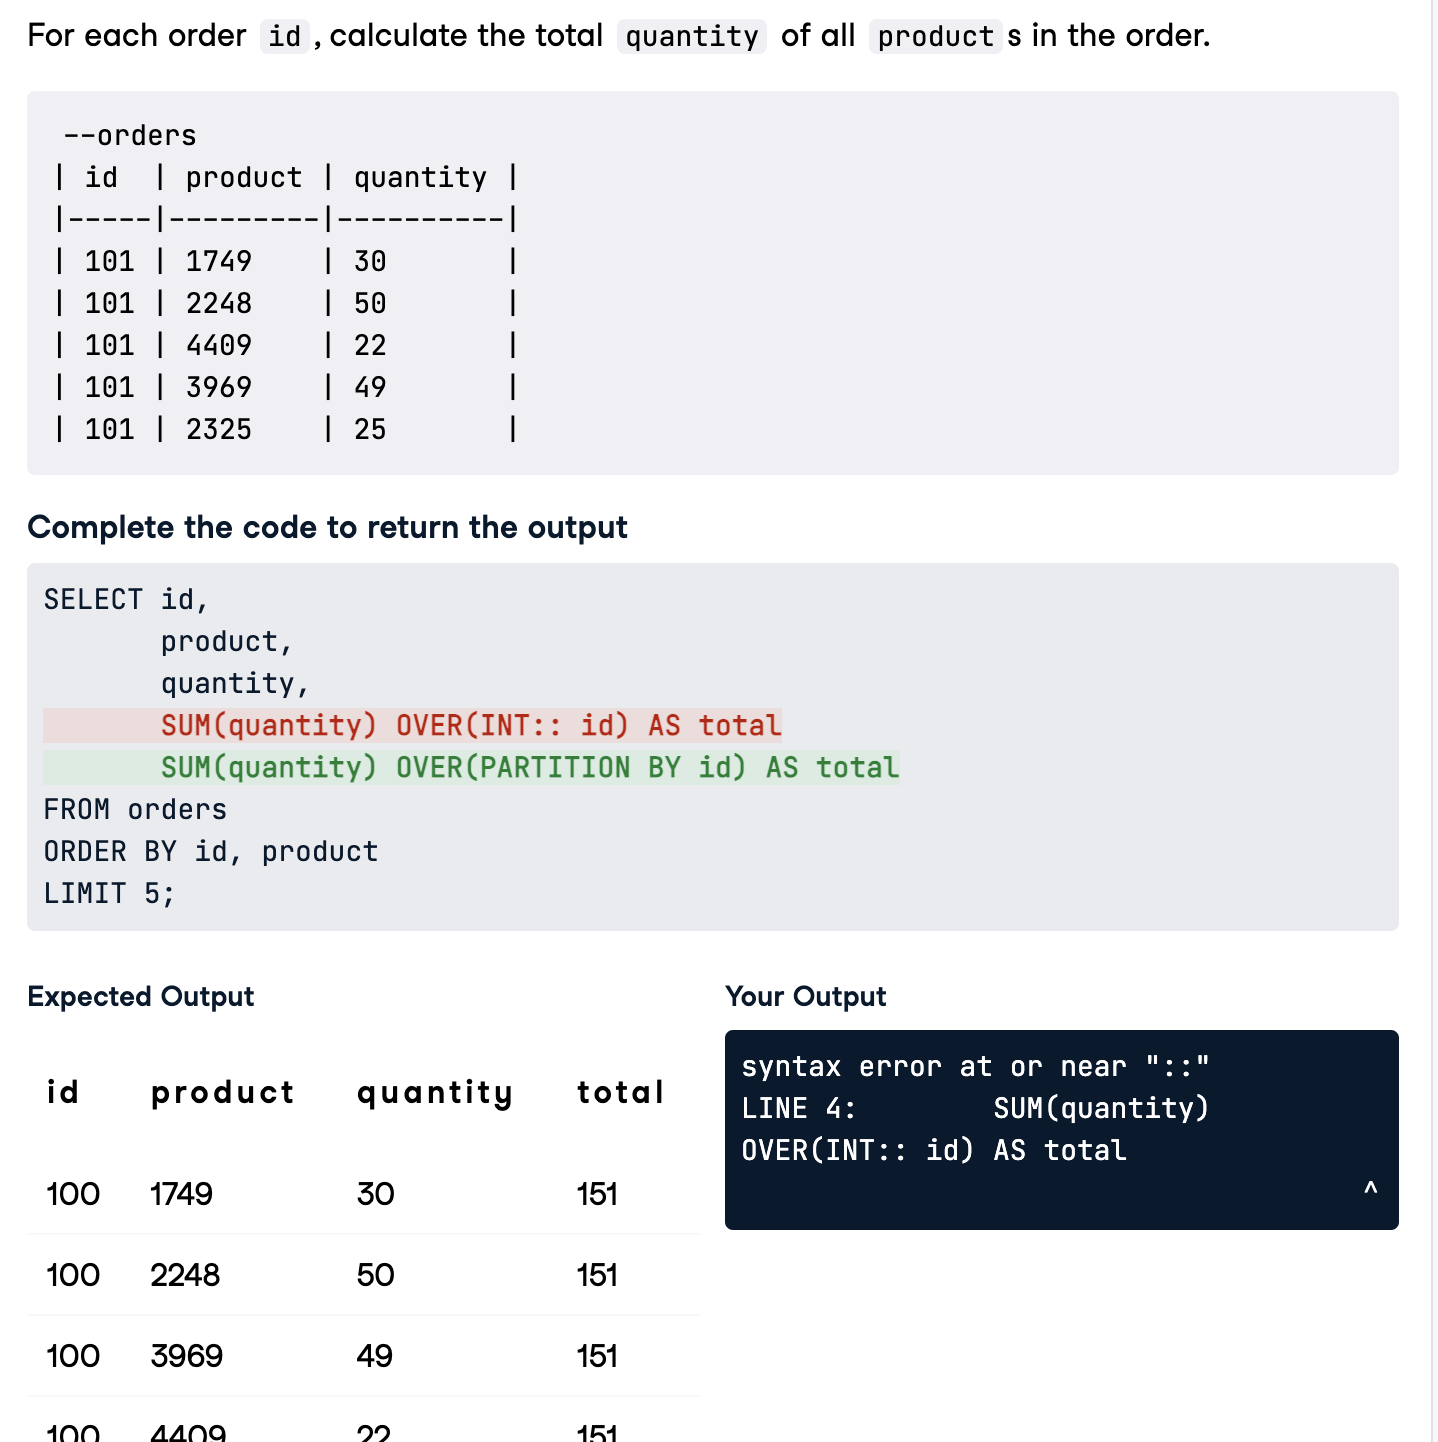 For each order id, calculate the total quantity of all products in the order.
--orders
| id  | product | quantity |
|-----|---------|----------|
| 101 | 1749    | 30       |
| 101 | 2248    | 50       |
| 101 | 4409    | 22       |
| 101 | 3969    | 49       |
| 101 | 2325    | 25       |
Complete the code to return the output
SELECT id,
       product,
       quantity,
       SUM(quantity) OVER(INT:: id) AS total
       SUM(quantity) OVER(PARTITION BY id) AS total
FROM orders
ORDER BY id, product
LIMIT 5;
Expected Output
id product quantity total
100 1749 30 151
100 2248 50 151
100 3969 49 151
100 4409 22 151
Your Output
syntax error at or near "::"
LINE 4:        SUM(quantity)
OVER(INT:: id) AS total
^